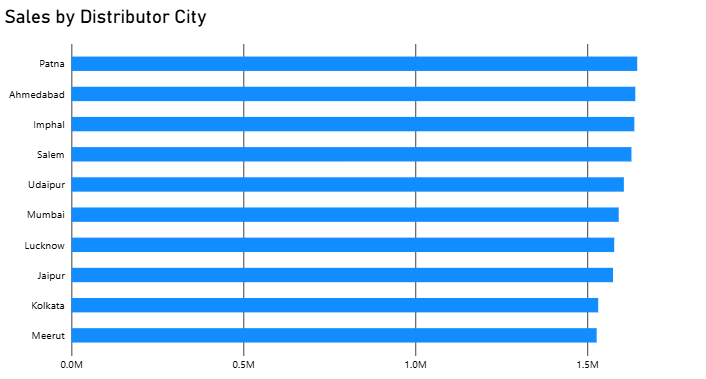 Sales by Distributor City
Patna
Ahmedabad
Imphal
Salem
Udaipur
Mumbai
Lucknow
Jaipur
Kolkata
Meerut
0.0M 0.5M 1.0M 1.5M